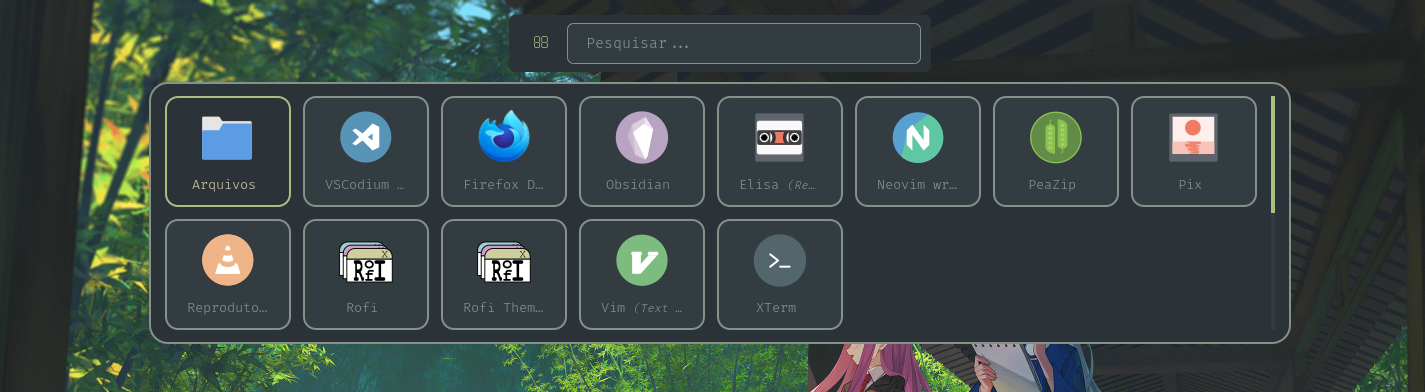 Pesquisar...
Arquivos
VSCodium …
Firefox D…
Obsidian
Elisa (Re…
Neovim wr…
PeaZip
Pix
Reproduto…
Rofi
Rofi Them…
Vim (Text …
XTerm